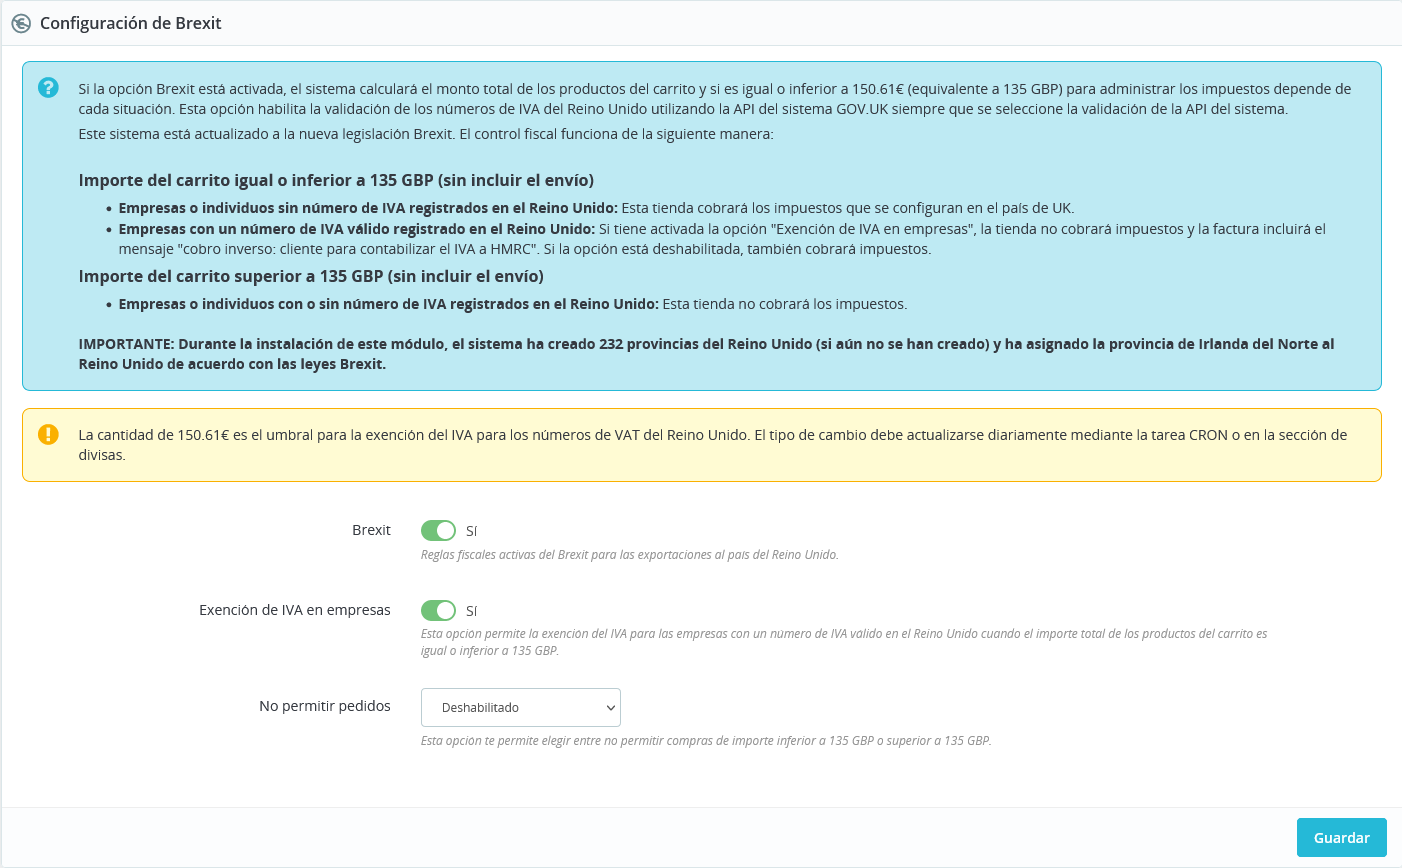 Configuración de Brexit
Si la opción Brexit está activada, el sistema calculará el monto total de los productos del carrito y si es igual o inferior a 150.61€ (equivalente a 135 GBP) para administrar los impuestos depende de
cada situación. Esta opción habilita la validación de los números de IVA del Reino Unido utilizando la API del sistema GOV.UK siempre que se seleccione la validación de la API del sistema.
Este sistema está actualizado a la nueva legislación Brexit. El control fiscal funciona de la siguiente manera:
Importe del carrito igual o inferior a 135 GBP (sin incluir el envío)
• Empresas o individuos sin número de IVA registrados en el Reino Unido: Esta tienda cobrará los impuestos que se configuran en el país de UK.
• Empresas con un número de IVA válido registrado en el Reino Unido: Si tiene activada la opción "Exención de IVA en empresas", la tienda no cobrará impuestos y la factura incluirá el
mensaje "cobro inverso: cliente para contabilizar el IVA a HMRC". Si la opción está deshabilitada, también cobrará impuestos.
Importe del carrito superior a 135 GBP (sin incluir el envío)
• Empresas o individuos con o sin número de IVA registrados en el Reino Unido: Esta tienda no cobrará los impuestos.
IMPORTANTE: Durante la instalación de este módulo, el sistema ha creado 232 provincias del Reino Unido (si aún no se han creado) y ha asignado la provincia de Irlanda del Norte al
Reino Unido de acuerdo con las leyes Brexit.
La cantidad de 150.61€ es el umbral para la exención del IVA para los números de VAT del Reino Unido. El tipo de cambio debe actualizarse diariamente mediante la tarea CRON o en la sección de
divisas.
Brexit Sí
Reglas fiscales activas del Brexit para las exportaciones al país del Reino Unido.
Exención de IVA en empresas Sí
Esta opción permite la exención del IVA para las empresas con un número de IVA válido en el Reino Unido cuando el importe total de los productos del carrito es
igual o inferior a 135 GBP.
No permitir pedidos Deshabilitado
Esta opción te permite elegir entre no permitir compras de importe inferior a 135 GBP o superior a 135 GBP.
Guardar